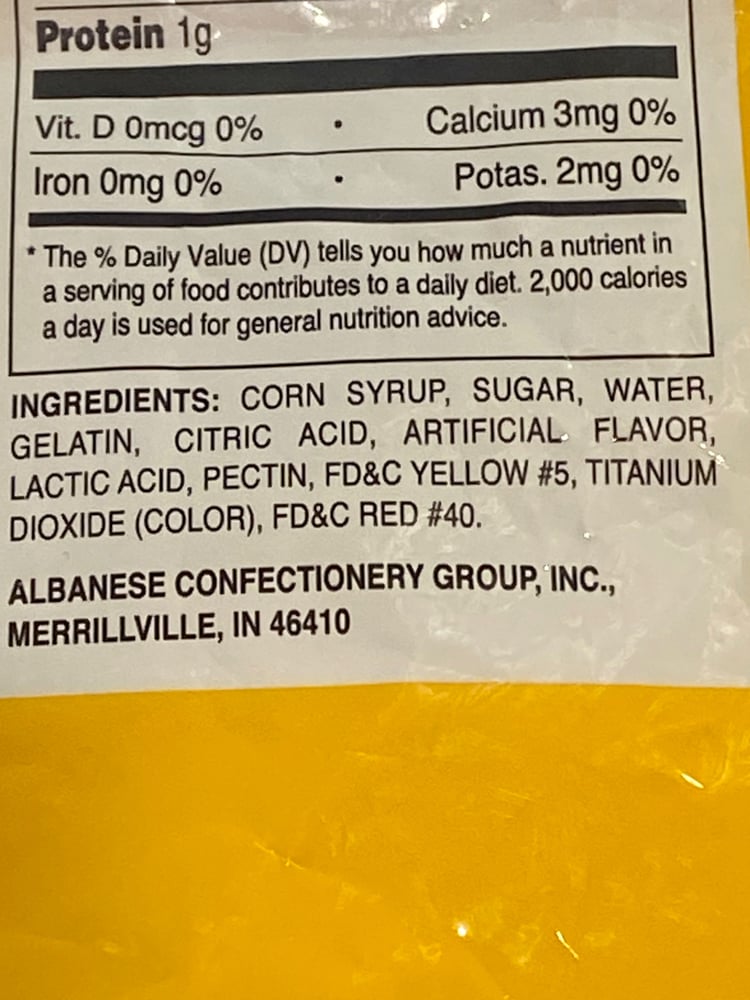 Protein 1g
Vit. D 0mcg 0% • Calcium 3mg 0%
Iron 0mg 0% • Potas. 2mg 0%
* The % Daily Value (DV) tells you how much a nutrient in
a serving of food contributes to a daily diet. 2,000 calories
a day is used for general nutrition advice.
INGREDIENTS: CORN SYRUP, SUGAR, WATER,
GELATIN, CITRIC ACID, ARTIFICIAL FLAVOR,
LACTIC ACID, PECTIN, FD&C YELLOW #5, TITANIUM
DIOXIDE (COLOR), FD&C RED #40.
ALBANESE CONFECTIONERY GROUP, INC.,
MERRILLVILLE, IN 46410